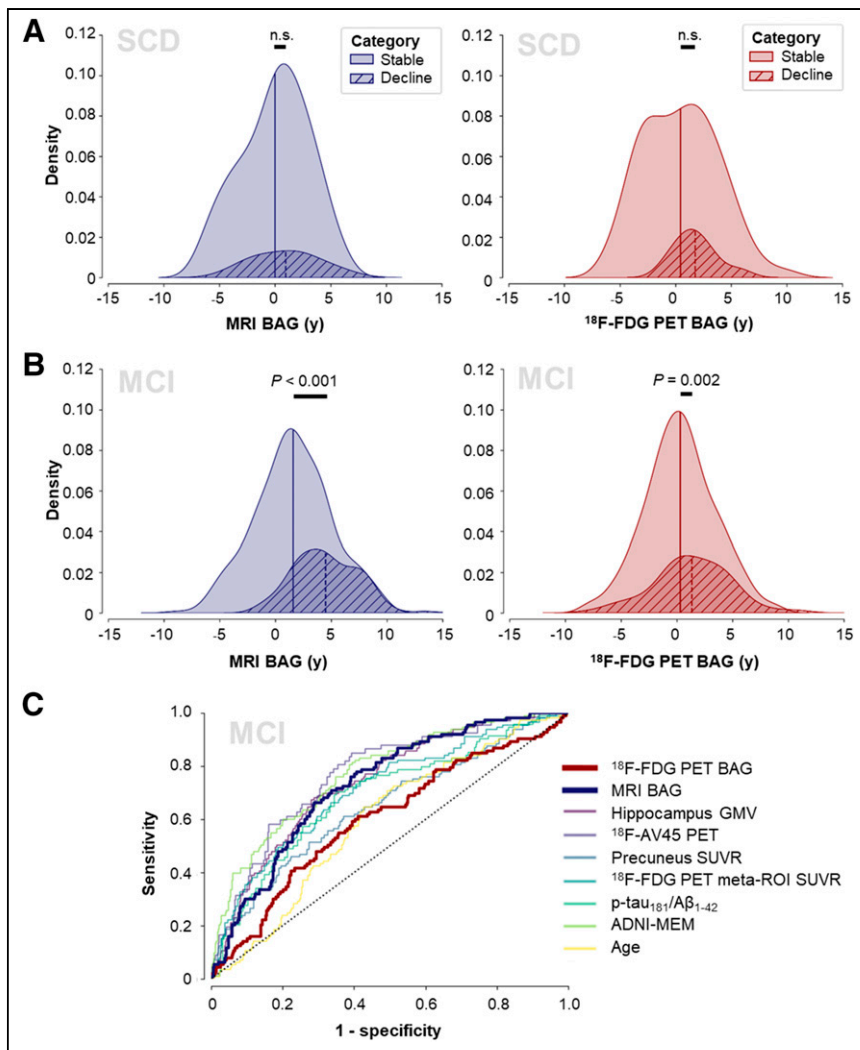 A
SCD
n.s.
Category
Stable
Decline
0.12
0.10
0.08
0.06
0.04
0.02
0
Density
-15
-10
-5
0
5
10
15
MRI BAG (y)
n.s.
Category
Stable
Decline
0.12
0.10
0.08
0.06
0.04
0.02
0
-15
-10
-5
0
5
10
15
¹⁸F-FDG PET BAG (y)
B
MCI
P < 0.001
0.12
0.10
0.08
0.06
0.04
0.02
0
Density
-15
-10
-5
0
5
10
15
MRI BAG (y)
MCI
P = 0.002
0.12
0.10
0.08
0.06
0.04
0.02
0
-15
-10
-5
0
5
10
15
¹⁸F-FDG PET BAG (y)
C
MCI
1.0
0.8
0.6
0.4
0.2
0
Sensitivity
0
0.2
0.4
0.6
0.8
1.0
1 - specificity
¹⁸F-FDG PET BAG
MRI BAG
Hippocampus GMV
¹⁸F-AV45 PET
Precuneus SUVR
¹⁸F-FDG PET meta-ROI SUVR
p-tau₁₈₁/Aβ₁₋₄₂
ADNI-MEM
Age